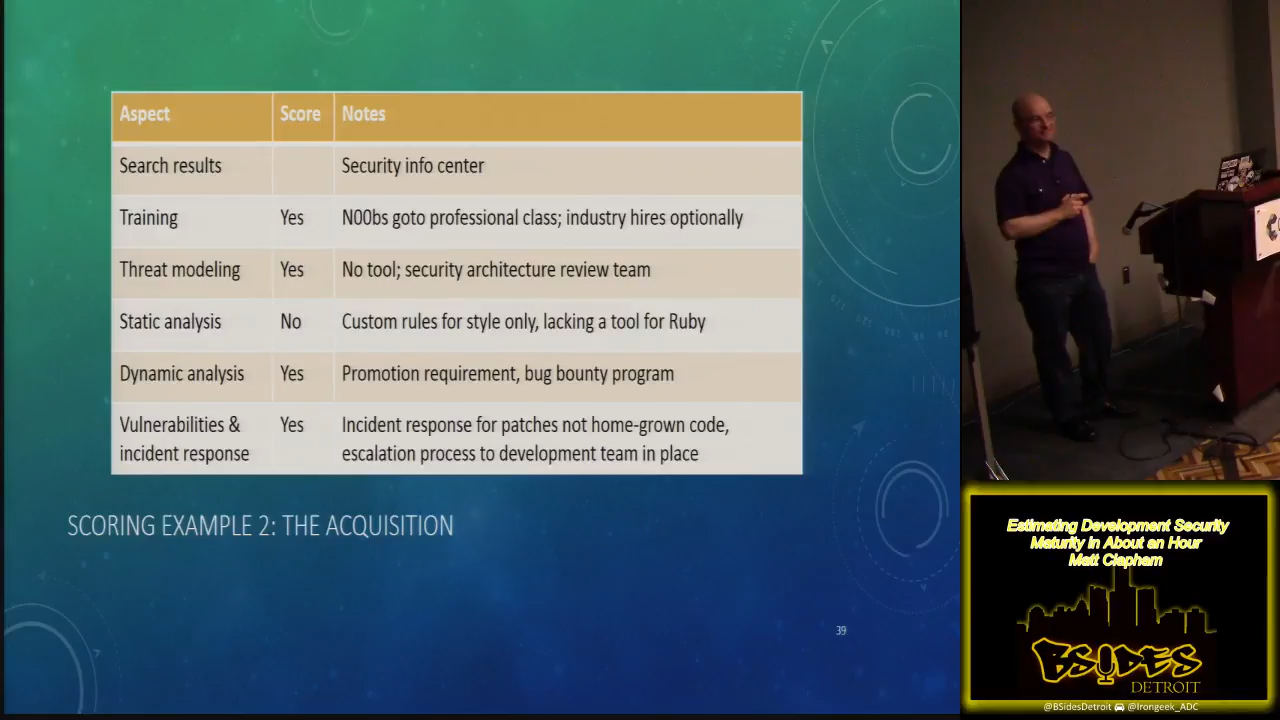 Aspect Score Notes
Search results Security info center
Training Yes N00bs goto professional class; industry hires optionally
Threat modeling Yes No tool; security architecture review team
Static analysis No Custom rules for style only, lacking a tool for Ruby
Dynamic analysis Yes Promotion requirement, bug bounty program
Vulnerabilities & Yes Incident response for patches not home-grown code,
incident response escalation process to development team in place
SCORING EXAMPLE 2: THE ACQUISITION
39
Estimating Development Security
Maturity in About an Hour
Matt Clapham
BSIDES
DETROIT
@BSidesDetroit @Irongeek_ADC